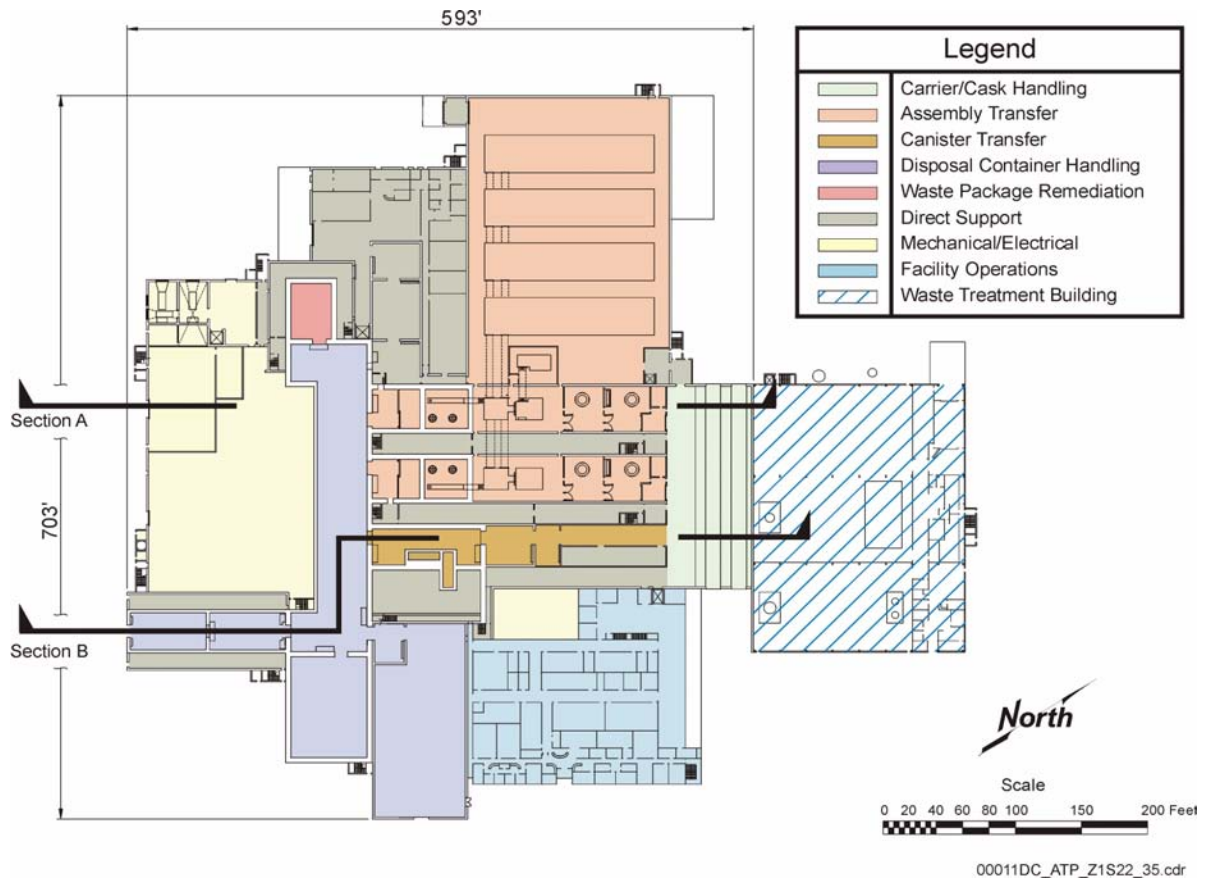 593'
Legend
Carrier/Cask Handling
Assembly Transfer
Canister Transfer
Disposal Container Handling
Waste Package Remediation
Direct Support
Mechanical/Electrical
Facility Operations
Waste Treatment Building
Section A
703'
Section B
North
Scale
0 20 40 60 80 100 150 200 Feet
00011DC_ATP_Z1S22_35.cdr